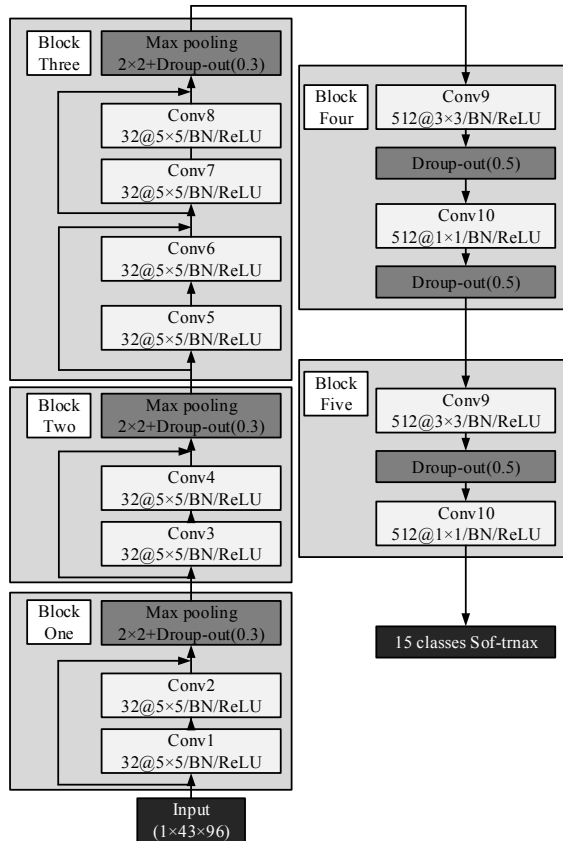 Block
Three
Max pooling
2×2+Droup-out(0.3)
Conv8
32@5×5/BN/ReLU
Conv7
32@5×5/BN/ReLU
Conv6
32@5×5/BN/ReLU
Conv5
32@5×5/BN/ReLU
Block
Two
Max pooling
2×2+Droup-out(0.3)
Conv4
32@5×5/BN/ReLU
Conv3
32@5×5/BN/ReLU
Block
One
Max pooling
2×2+Droup-out(0.3)
Conv2
32@5×5/BN/ReLU
Conv1
32@5×5/BN/ReLU
Input
(1×43×96)
Block
Four
Conv9
512@3×3/BN/ReLU
Droup-out(0.5)
Conv10
512@1×1/BN/ReLU
Droup-out(0.5)
Block
Five
Conv9
512@3×3/BN/ReLU
Droup-out(0.5)
Conv10
512@1×1/BN/ReLU
15 classes Sof-trnax